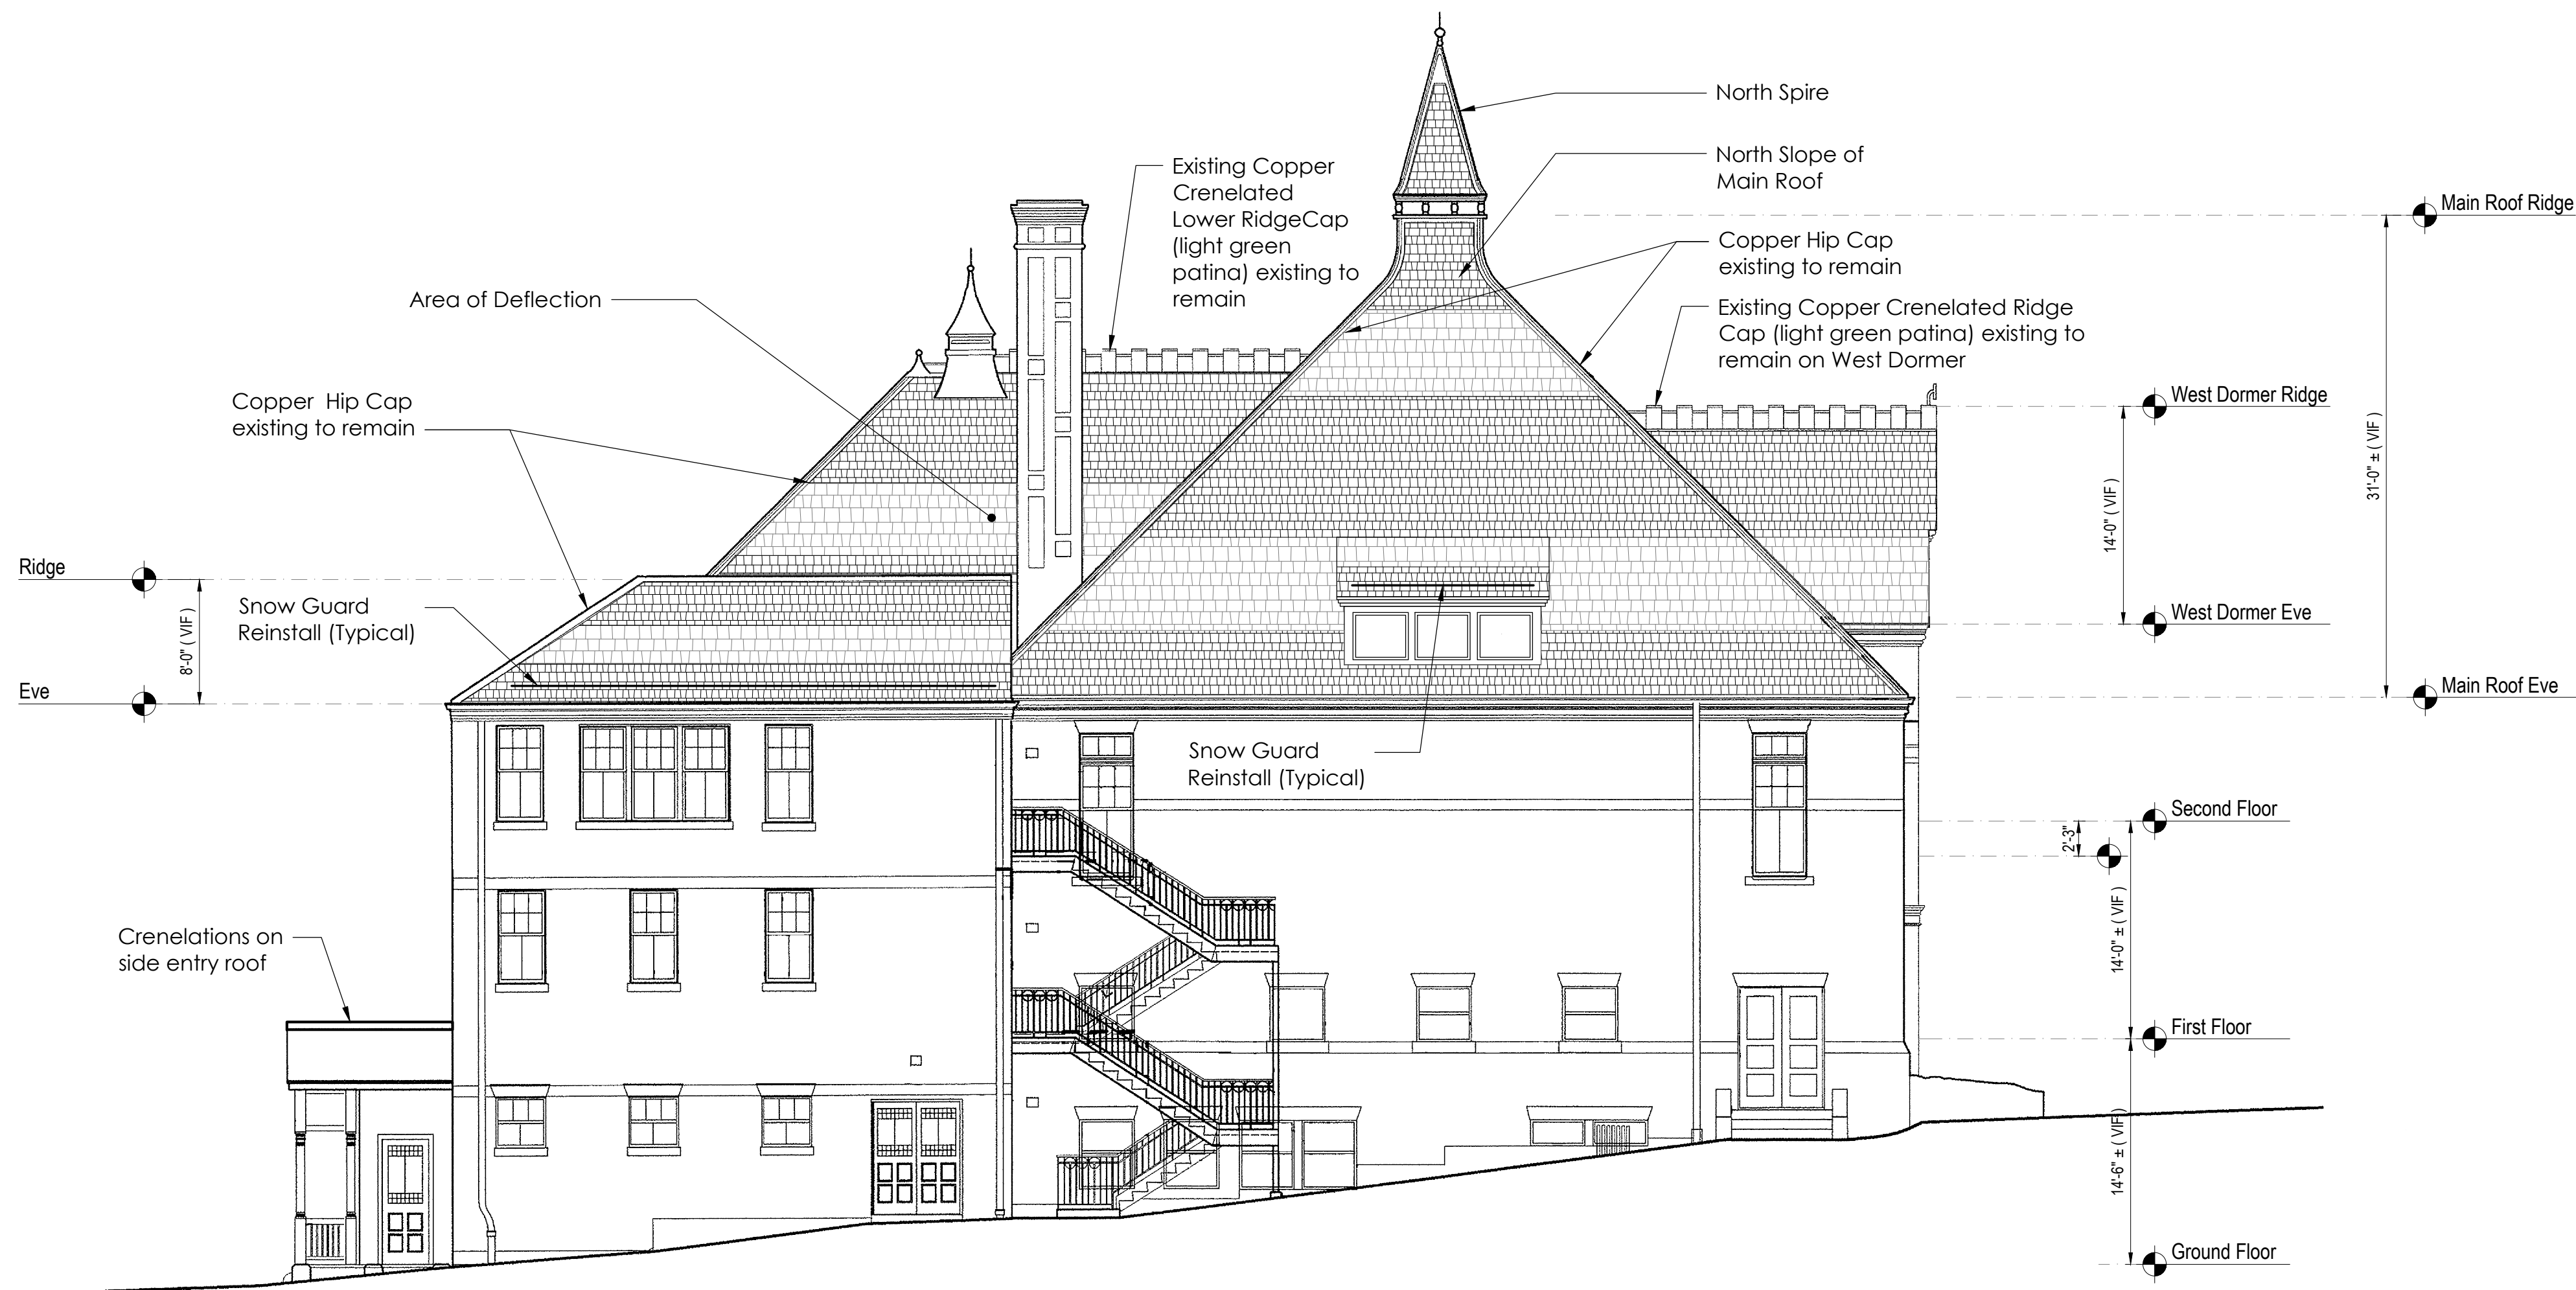 North Spire
North Slope of
Main Roof
Existing Copper
Crenelated
Lower RidgeCap
(light green
patina) existing to
remain
Main Roof Ridge
Copper Hip Cap
existing to remain
Area of Deflection
Existing Copper Crenelated Ridge
Cap (light green patina) existing to
remain on West Dormer
Copper Hip Cap
existing to remain
West Dormer Ridge
31'-0" ± ( VIF )
14'-0" ( VIF )
Ridge
Snow Guard
Reinstall (Typical)
8'-0" ( VIF )
West Dormer Eve
Eve
Main Roof Eve
Snow Guard
Reinstall (Typical)
Second Floor
2'-3"
14'-0" ± ( VIF )
Crenelations on
side entry roof
First Floor
14'-6" ± ( VIF)
Ground Floor